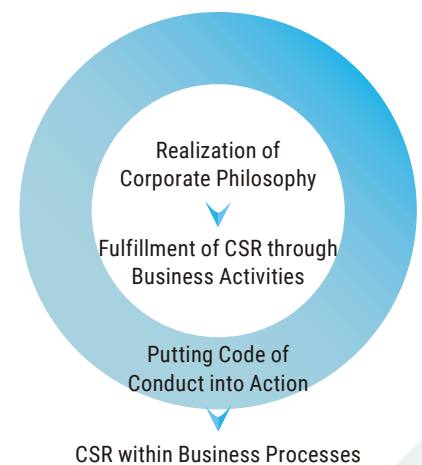 Realization of
Corporate Philosophy
Fulfillment of CSR through
Business Activities
Putting Code of
Conduct into Action
CSR within Business Processes